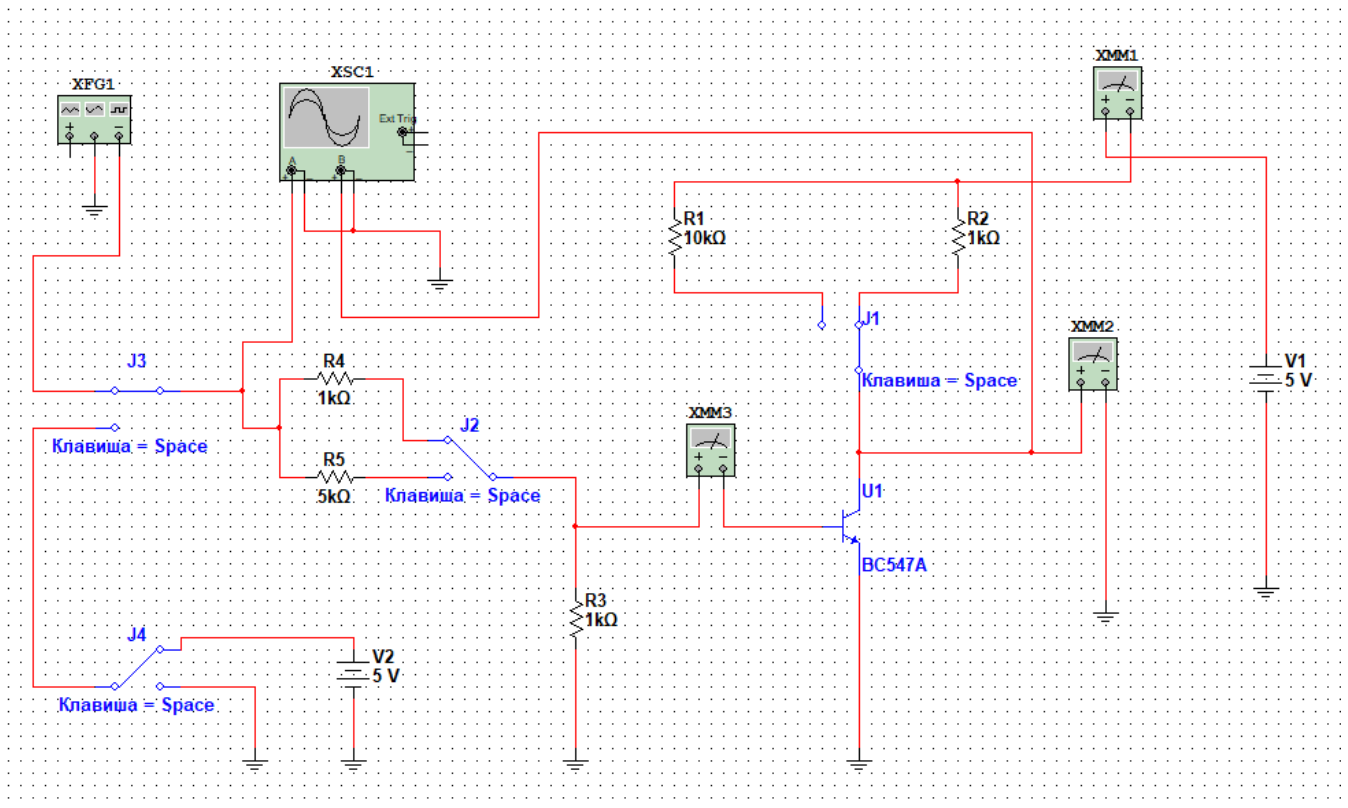 XFG1
+
−
XSC1
Ext Trig
+
−
A
B
+
−
+
−
XMM1
+
−
R1
10kΩ
R2
1kΩ
J1
Клавиша = Space
XMM2
+
−
V1
5 V
J3
Клавиша = Space
R4
1kΩ
R5
5kΩ
J2
Клавиша = Space
XMM3
+
−
U1
BC547A
R3
1kΩ
J4
Клавиша = Space
V2
5 V